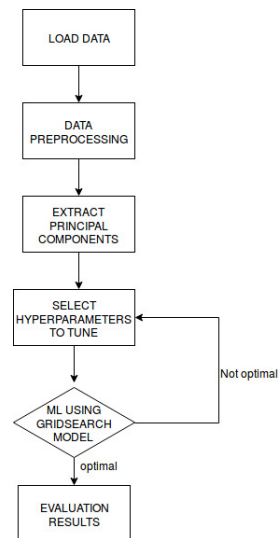 LOAD DATA
DATA
PREPROCESSING
EXTRACT
PRINCIPAL
COMPONENTS
SELECT
HYPERPARAMETERS
TO TUNE
Not optimal
ML USING
GRIDSEARCH
MODEL
optimal
EVALUATION
RESULTS